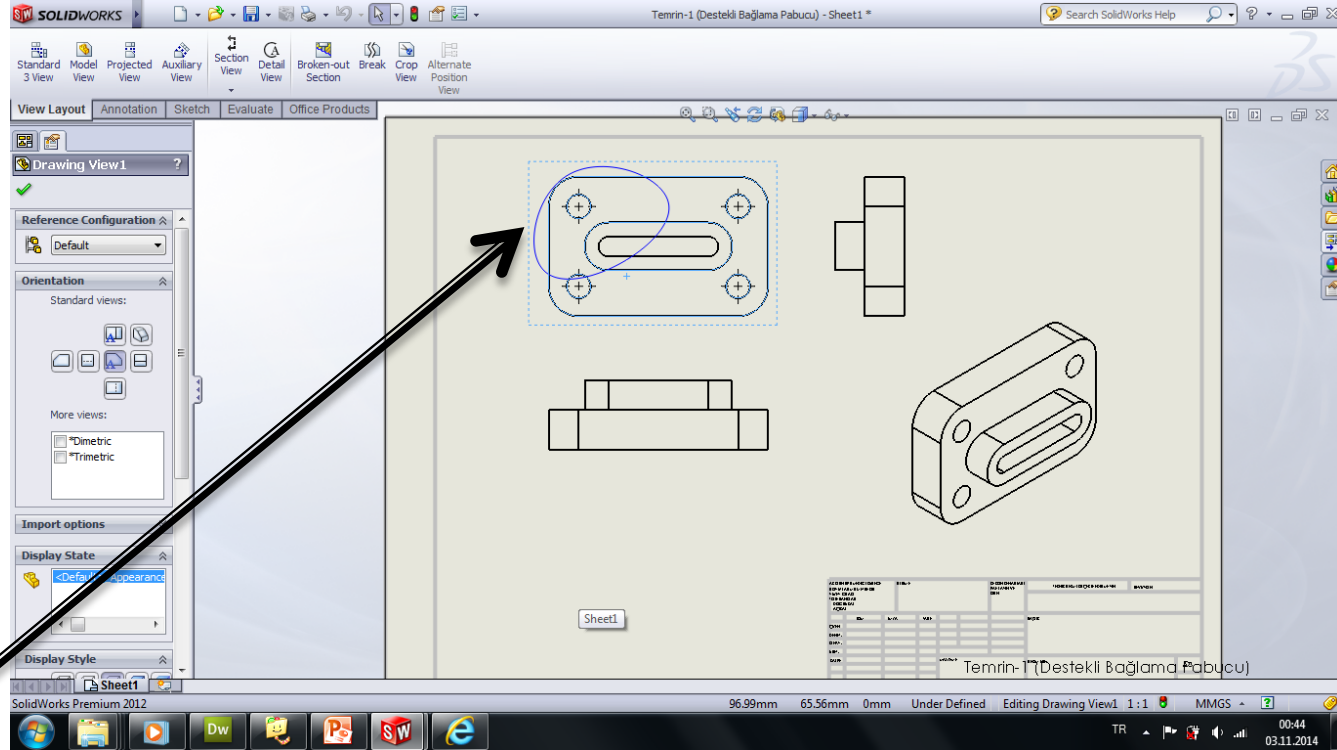 SOLIDWORKS
Temrin-1 (Destekli Bağlama Pabucu) - Sheet1 *
Search SolidWorks Help
Standard 3 View
Model View
Projected View
Auxiliary View
Section View
Detail View
Broken-out Section
Break
Crop View
Alternate Position View
View Layout Annotation Sketch Evaluate Office Products
Drawing View1 ?
Reference Configuration
Default
Orientation
Standard views:
More views:
*Dimetric
*Trimetric
Import options
Display State
<Default> Appearance
Display Style
Sheet1
Temrin-1 (Destekli Bağlama Pabucu)
Sheet1
SolidWorks Premium 2012
96.99mm 65.56mm 0mm Under Defined Editing Drawing View1 1 : 1 MMGS
Dw
TR
00:44
03.11.2014